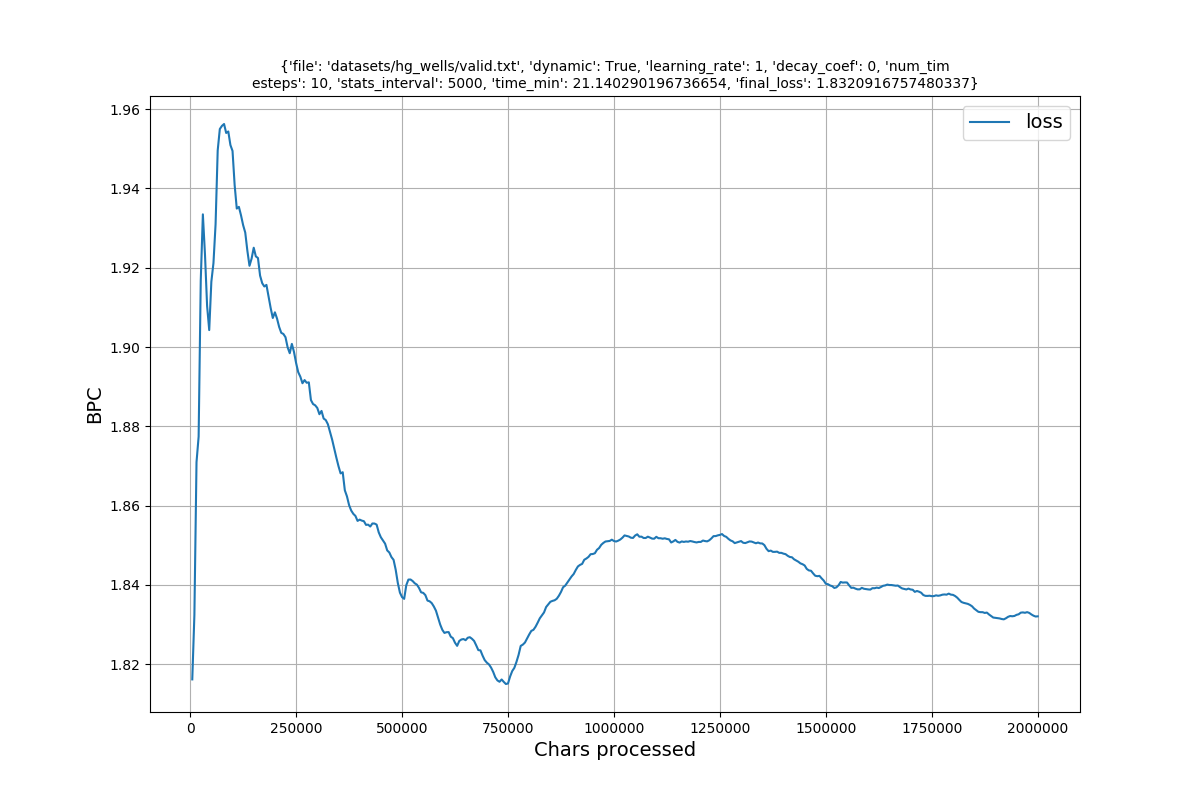 {'file': 'datasets/hg_wells/valid.txt', 'dynamic': True, 'learning_rate': 1, 'decay_coef': 0, 'num_tim
esteps': 10, 'stats_interval': 5000, 'time_min': 21.140290196736654, 'final_loss': 1.8320916757480337}
loss
BPC
1.96
1.94
1.92
1.90
1.88
1.86
1.84
1.82
0 250000 500000 750000 1000000 1250000 1500000 1750000 2000000
Chars processed